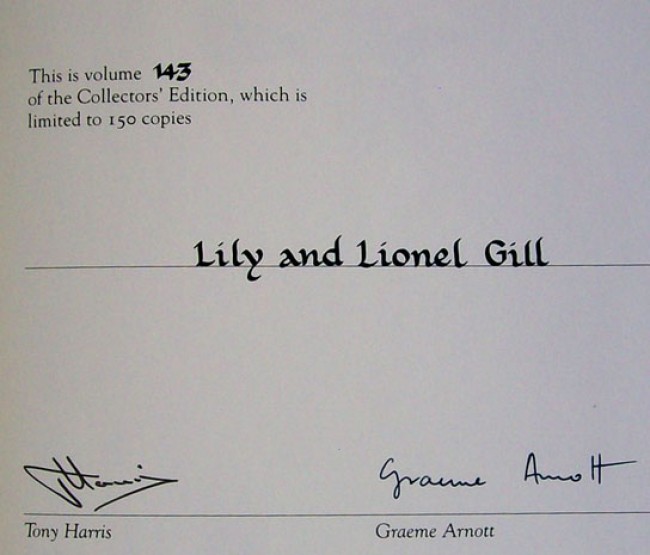 This is volume 143
of the Collectors' Edition, which is
limited to 150 copies
Lily and Lionel Gill
THarris
Graeme Arnott
Tony Harris
Graeme Arnott